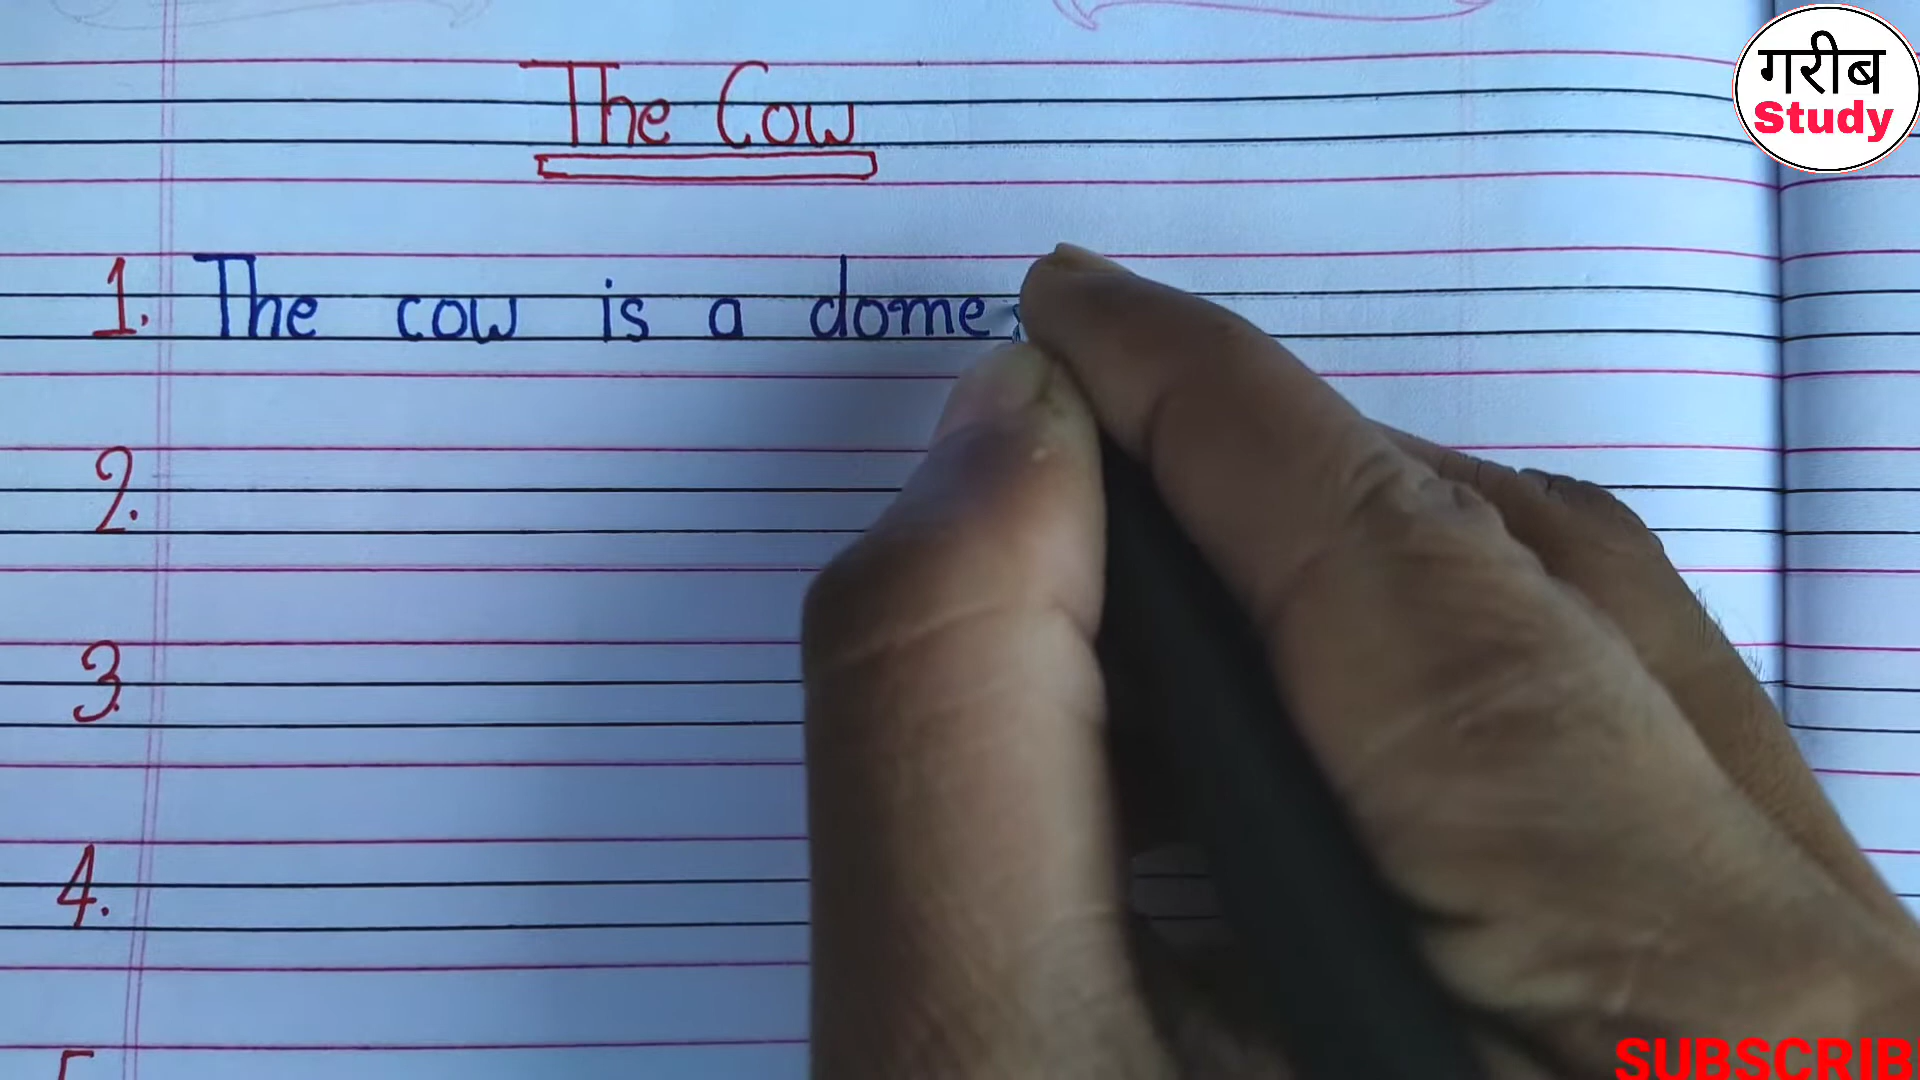 The Cow
गरीब
Study
1. The cow is a dome
2.
3.
4.
SUBSCRIB